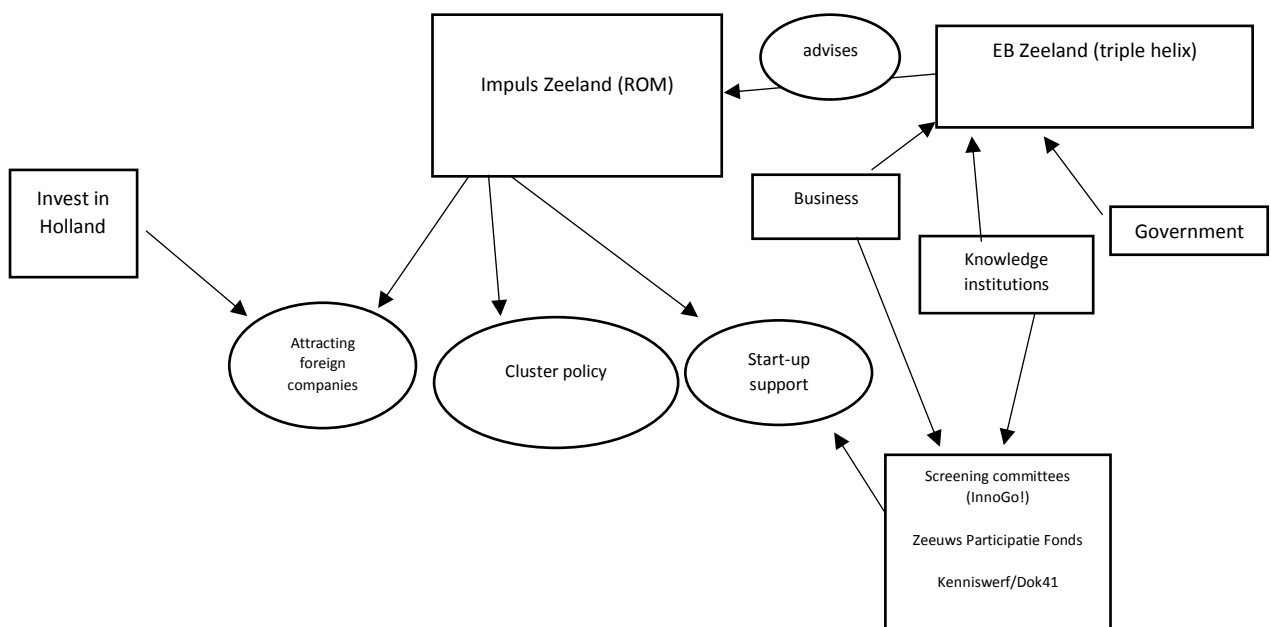 advises
EB Zeeland (triple helix)
Impuls Zeeland (ROM)
Invest in
Holland
Business
Government
Knowledge
institutions
Attracting
foreign
companies
Cluster policy
Start-up
support
Screening committees
(InnoGo!)
Zeeuws Participatie Fonds
Kenniswerf/Dok41